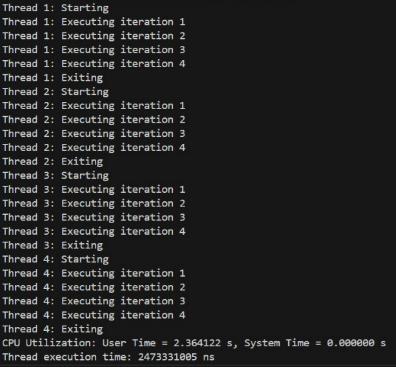 Thread 1: Starting
Thread 1: Executing iteration 1
Thread 1: Executing iteration 2
Thread 1: Executing iteration 3
Thread 1: Executing iteration 4
Thread 1: Exiting
Thread 2: Starting
Thread 2: Executing iteration 1
Thread 2: Executing iteration 2
Thread 2: Executing iteration 3
Thread 2: Executing iteration 4
Thread 2: Exiting
Thread 3: Starting
Thread 3: Executing iteration 1
Thread 3: Executing iteration 2
Thread 3: Executing iteration 3
Thread 3: Executing iteration 4
Thread 3: Exiting
Thread 4: Starting
Thread 4: Executing iteration 1
Thread 4: Executing iteration 2
Thread 4: Executing iteration 3
Thread 4: Executing iteration 4
Thread 4: Exiting
CPU Utilization: User Time = 2.364122 s, System Time = 0.000000 s
Thread execution time: 2473331005 ns